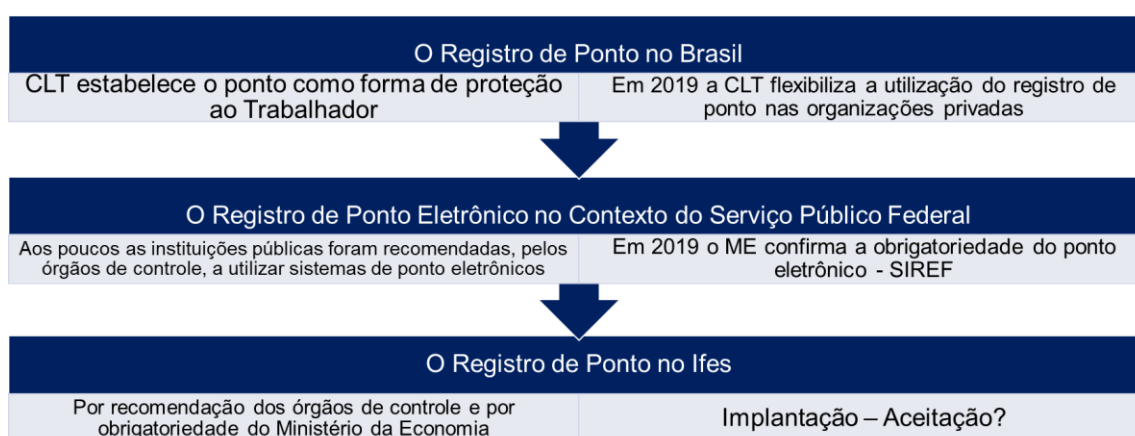 O Registro de Ponto no Brasil
CLT estabelece o ponto como forma de proteção
ao Trabalhador
Em 2019 a CLT flexibiliza a utilização do registro de
ponto nas organizações privadas
O Registro de Ponto Eletrônico no Contexto do Serviço Público Federal
Aos poucos as instituições públicas foram recomendadas, pelos
órgãos de controle, a utilizar sistemas de ponto eletrônicos
Em 2019 o ME confirma a obrigatoriedade do ponto
eletrônico - SIREF
O Registro de Ponto no Ifes
Por recomendação dos órgãos de controle e por
obrigatoriedade do Ministério da Economia
Implantação – Aceitação?